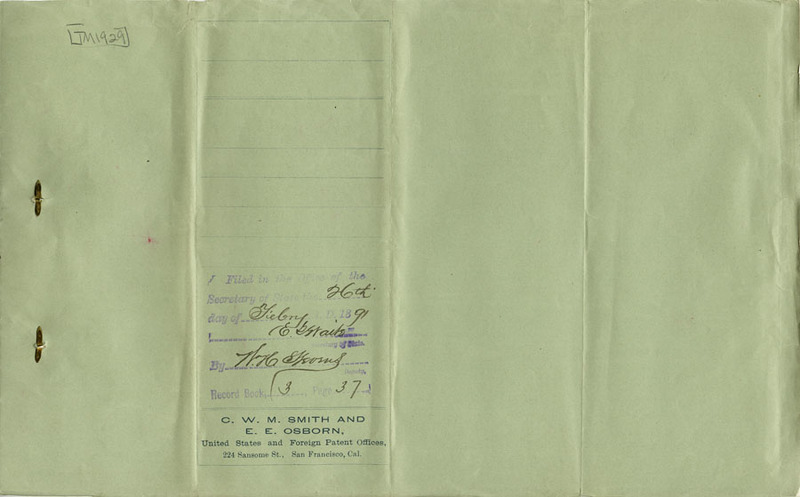 [TM1929]
Filed in the Office of the
Secretary of State the 26th
day of Feby A.D. 1891
E. G. Waite
Secretary of State.
By W. H.
Deputy.
Record Book, 3 Page 37
C. W. M. SMITH AND
E. E. OSBORN,
United States and Foreign Patent Offices,
224 Sansome St., San Francisco, Cal.